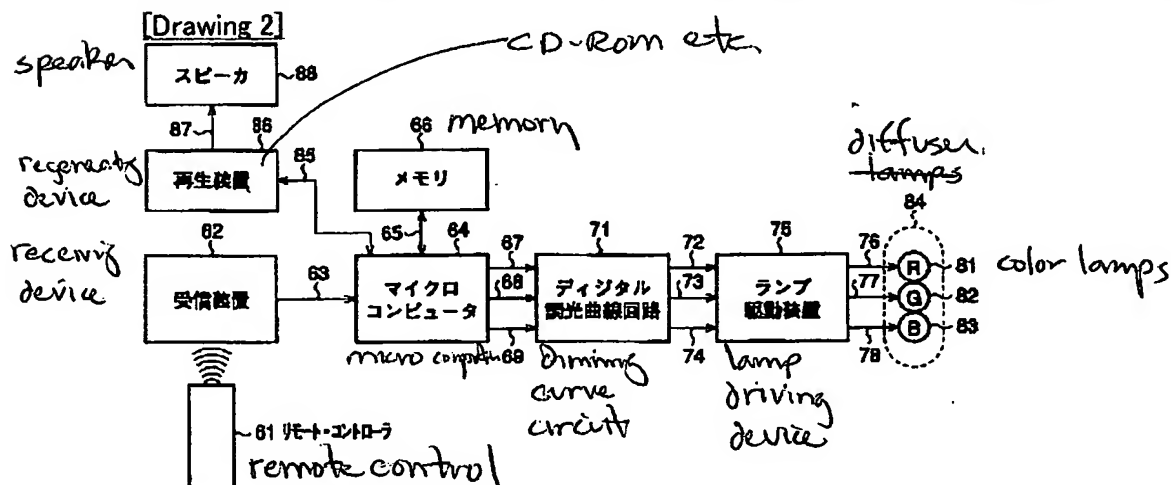 [Drawing 2]
speaker
スピーカ
88
CD-Rom etc.
87
86
regenerating
device
再生装置
85
66
memory
メモリ
65
diffuser.
lamps
84
receiving
device
62
受信装置
63
64
マイクロ
コンピュータ
67
68
69
71
ディジタル
調光曲線回路
72
73
74
75
ランプ
駆動装置
76
77
78
R
81
G
82
B
83
color lamps
micro
dimming
curve
circuit
lamp
driving
device
61 リモート・コントローラ
remote control